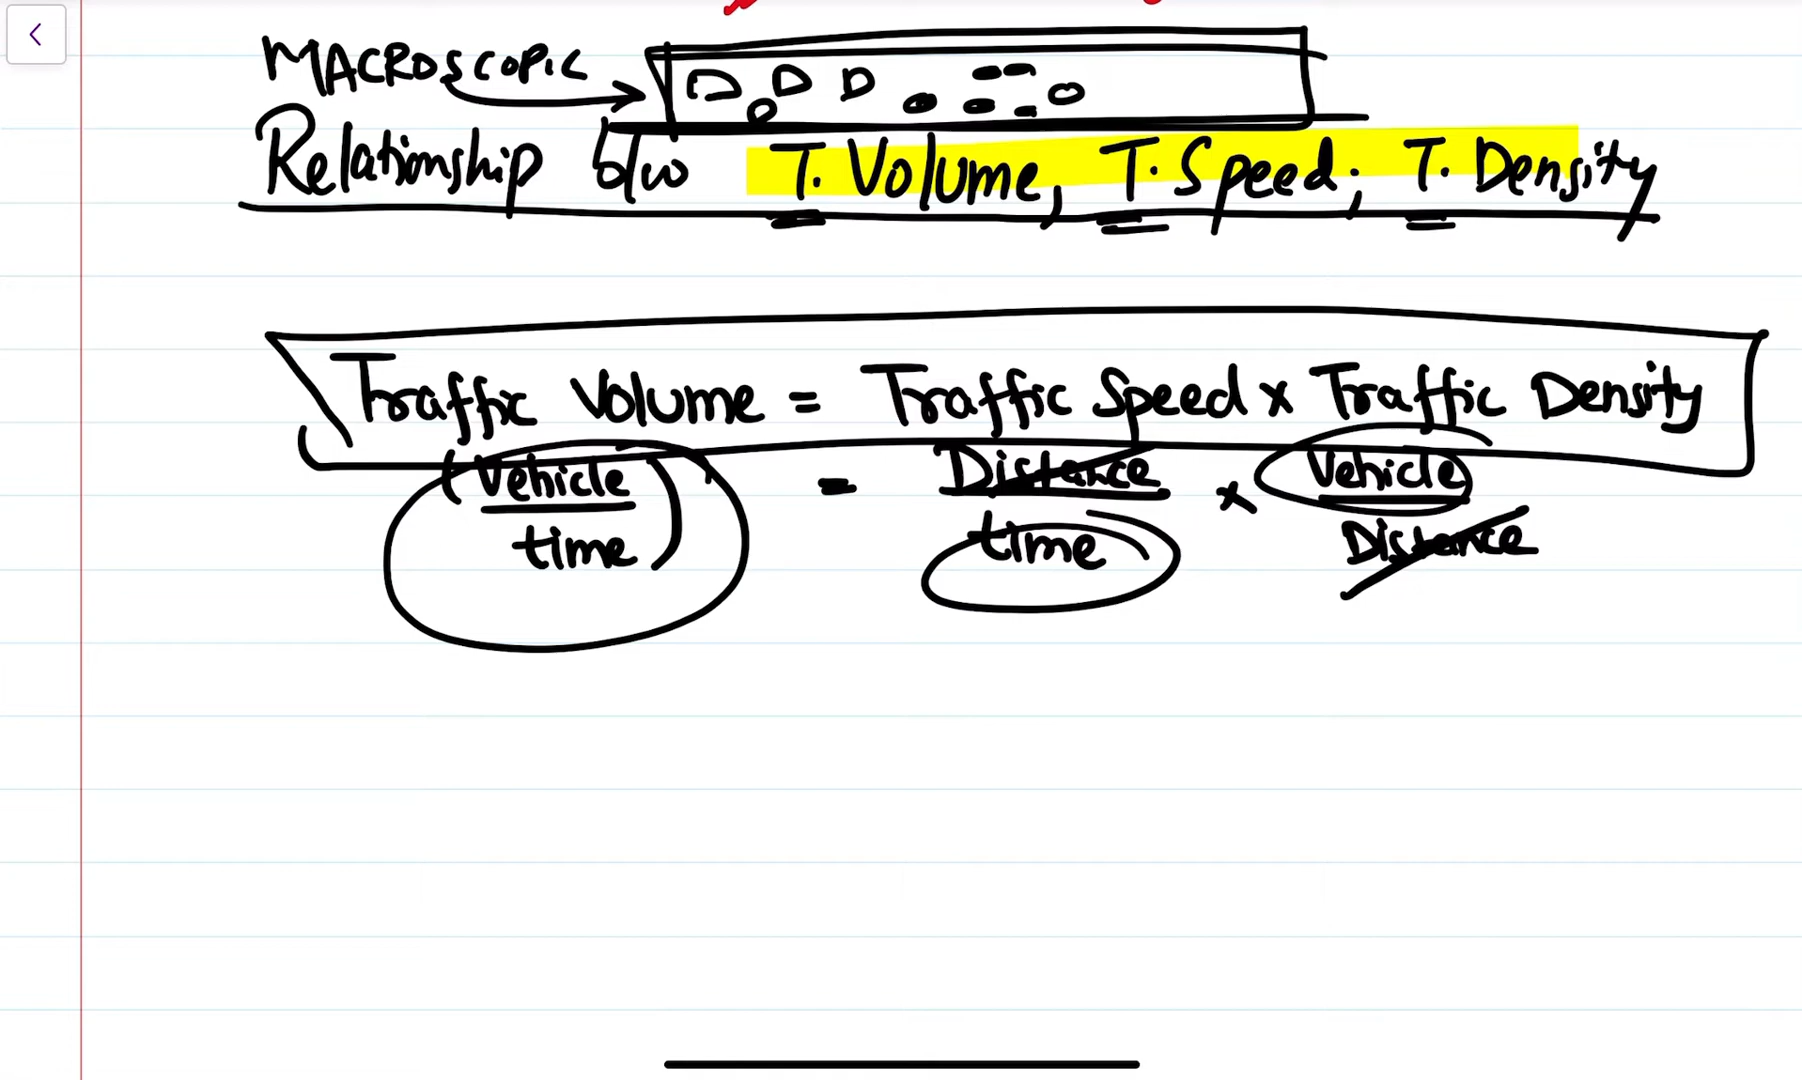 MACROSCOPIC
Relationship b/w T. Volume, T. Speed, T. Density
Traffic Volume = Traffic Speed x Traffic Density
(Vehicle/time) = Distance/time x Vehicle/Distance